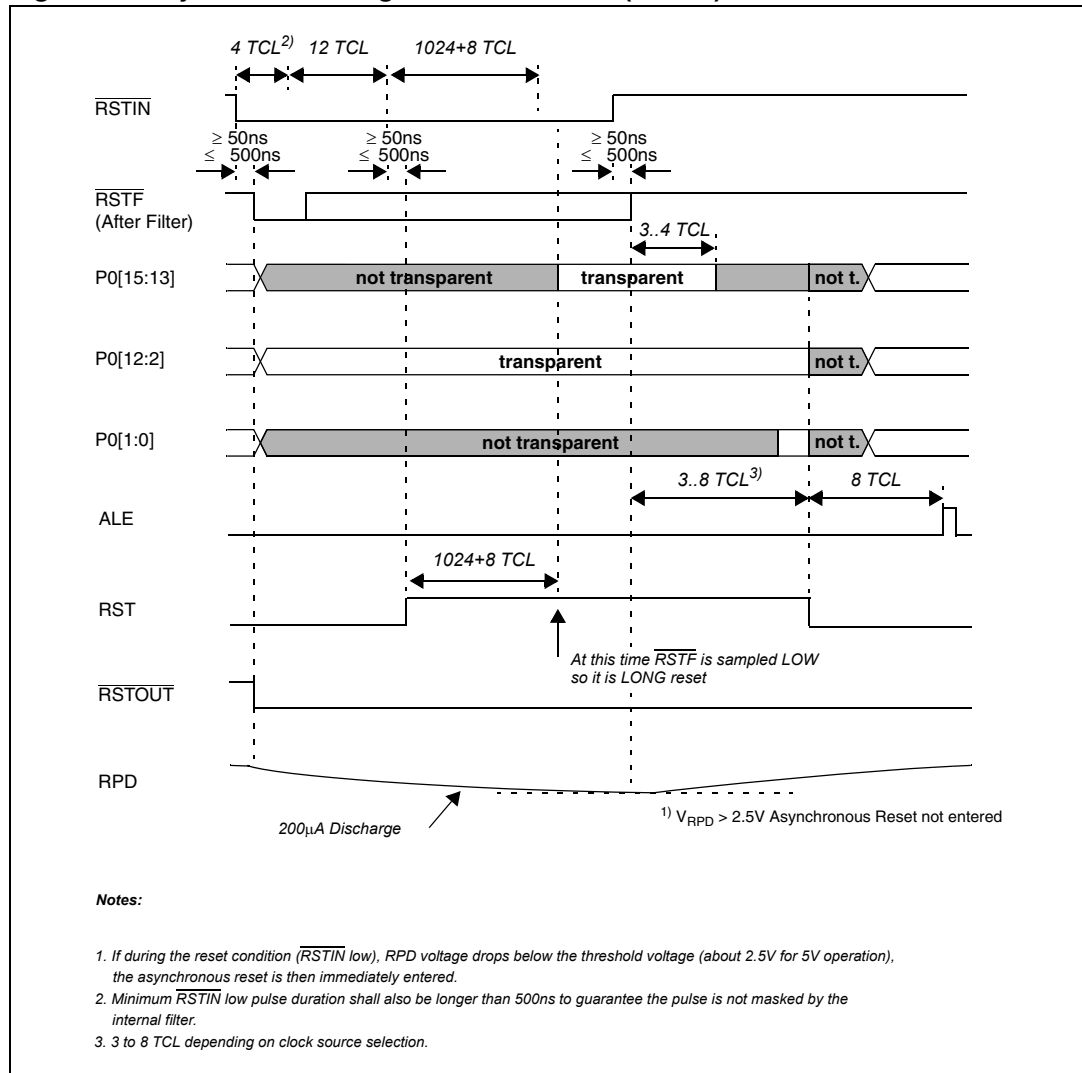 4 TCL2) 12 TCL 1024+8 TCL
RSTIN
≥ 50ns ≥ 50ns ≥ 50ns
≤ 500ns ≤ 500ns ≤ 500ns
RSTF
(After Filter)
3..4 TCL
P0[15:13] not transparent transparent not t.
P0[12:2] transparent not t.
P0[1:0] not transparent not t.
3..8 TCL3) 8 TCL
ALE
1024+8 TCL
RST
At this time RSTF is sampled LOW
so it is LONG reset
RSTOUT
RPD
200μA Discharge
1) VRPD > 2.5V Asynchronous Reset not entered
Notes:
1. If during the reset condition (RSTIN low), RPD voltage drops below the threshold voltage (about 2.5V for 5V operation),
the asynchronous reset is then immediately entered.
2. Minimum RSTIN low pulse duration shall also be longer than 500ns to guarantee the pulse is not masked by the
internal filter.
3. 3 to 8 TCL depending on clock source selection.